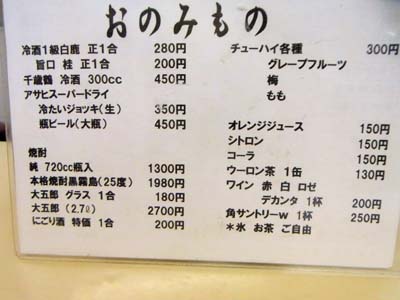 おのみもの
冷酒1級白鹿 正1合 280円
旨口 桂 正1合 200円
千歳鶴 冷酒 300cc 450円
アサヒスーパードライ
冷たいジョッキ(生) 350円
瓶ビール(大瓶) 450円
焼酎
純 720cc瓶入 1300円
本格焼酎黒霧島(25度) 1980円
大五郎 グラス 1合 180円
大五郎 (2.7ℓ) 2700円
にごり酒 特価 1合 200円
チューハイ各種 300円
グレープフルーツ
梅
もも
オレンジジュース 150円
シトロン 150円
コーラ 150円
ウーロン茶 1缶 130円
ワイン 赤 白 ロゼ
デカンタ 1杯 200円
角サントリーw 1杯 250円
*氷 お茶 ご自由